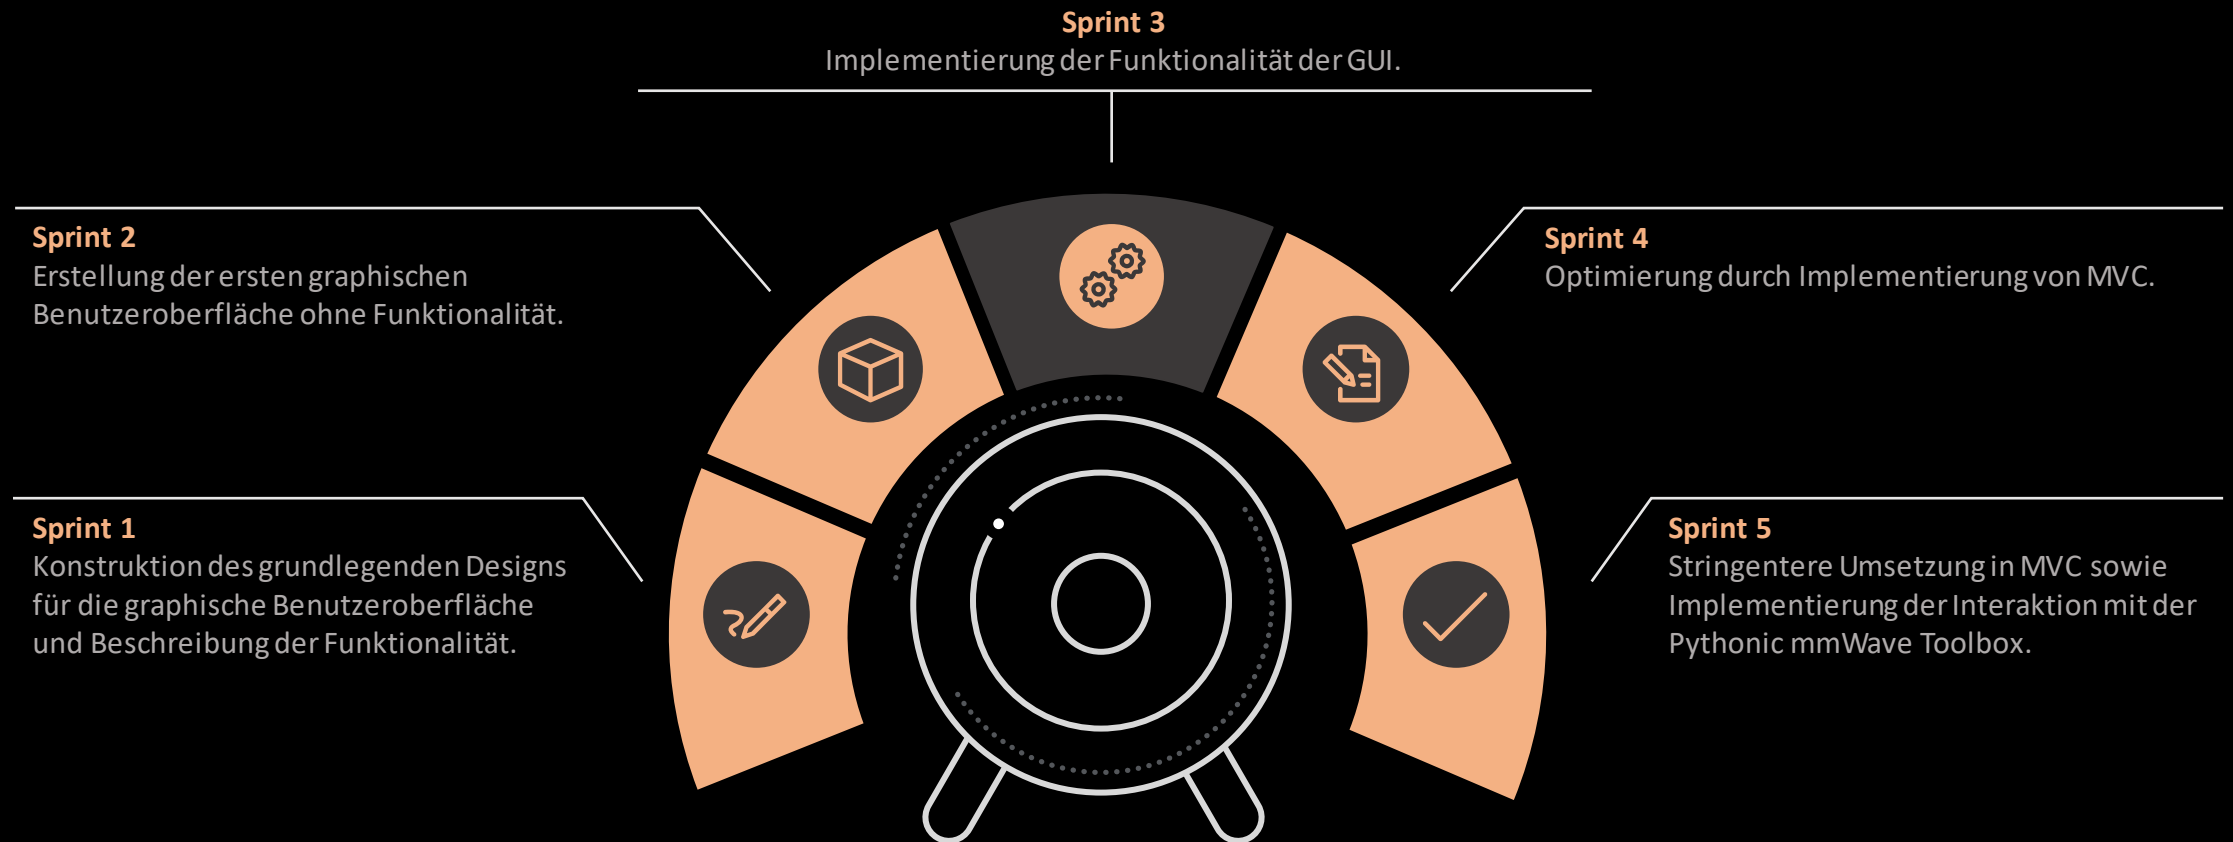 Sprint 3
Implementierung der Funktionalität der GUI.
Sprint 2
Erstellung der ersten graphischen
Benutzeroberfläche ohne Funktionalität.
Sprint 4
Optimierung durch Implementierung von MVC.
Sprint 1
Konstruktion des grundlegenden Designs
für die graphische Benutzeroberfläche
und Beschreibung der Funktionalität.
Sprint 5
Stringentere Umsetzung in MVC sowie
Implementierung der Interaktion mit der
Pythonic mmWave Toolbox.